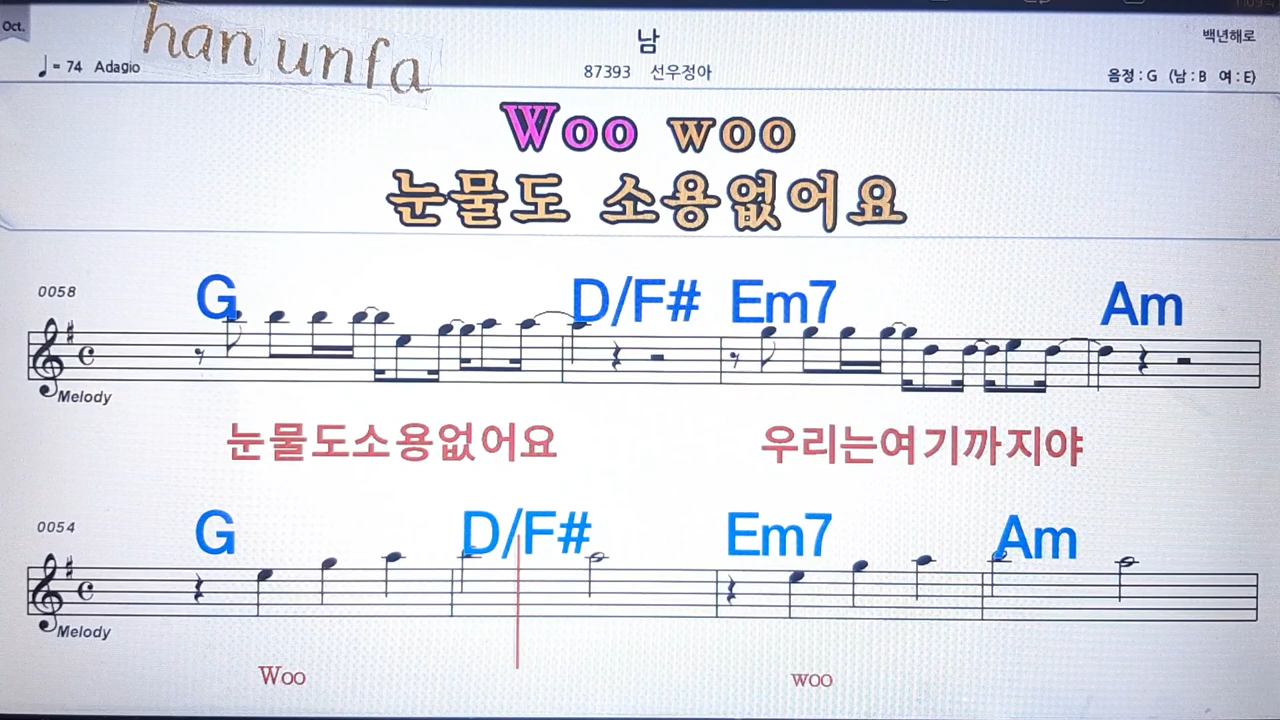 Oct.
han unfa
남
백년해로
♩= 74 Adagio
87393 선우정아
음정 : G (남 : B 여 : E)
Woo woo
눈물도 소용없어요
0058
G D/F# Em7 Am
Melody
눈물도소용없어요 우리는여기까지야
0054
G D/F# Em7 Am
Melody
Woo woo